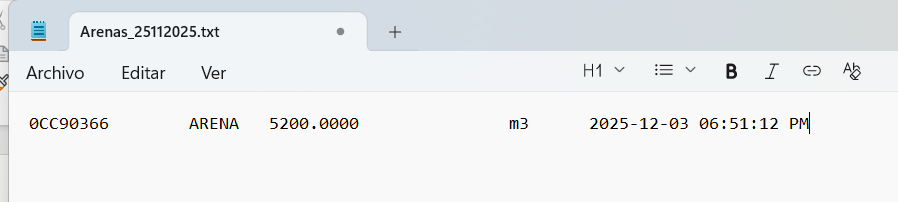 Arenas_25112025.txt
Archivo Editar Ver H1 B I
0CC90366 ARENA 5200.0000 m3 2025-12-03 06:51:12 PM